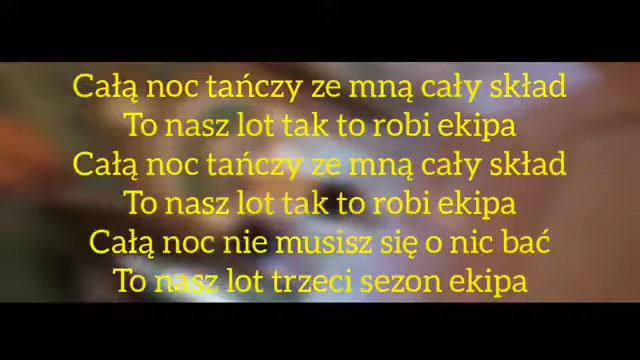 Całą noc tańczy ze mną cały skład
To nasz lot tak to robi ekipa
Całą noc tańczy ze mną cały skład
To nasz lot tak to robi ekipa
Całą noc nie musisz się o nic bać
To nasz lot trzeci sezon ekipa